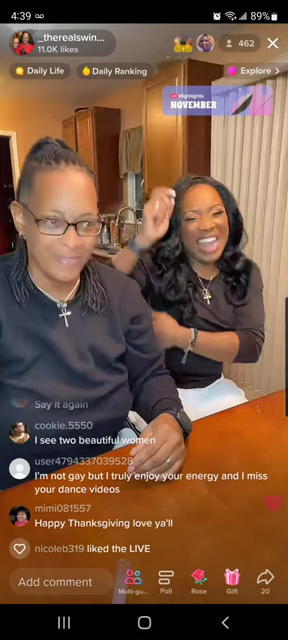 4:39
89%
_therealswin...
11.0K likes
462
Daily Life
Daily Ranking
Explore >
LIVE Highlights
NOVEMBER
Say it again
cookie.5550
I see two beautiful women
user4794337039528
I'm not gay but I truly enjoy your energy and I miss
your dance videos
mimi081557
Happy Thanksgiving love ya'll
nicoleb319 liked the LIVE
Add comment
Multi-gu...
Poll
Rose
Gift
20